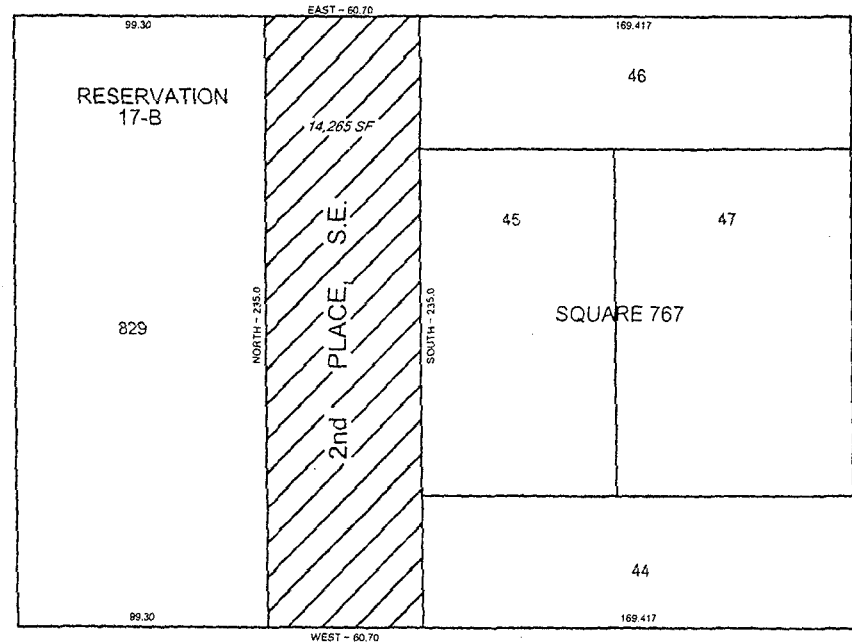 EAST - 60.70
99.30
169.417
RESERVATION
17-B
46
14,265 SF
45
47
2nd PLACE, S.E.
NORTH - 235.0
SOUTH - 235.0
SQUARE 767
829
44
99.30
169.417
WEST - 60.70